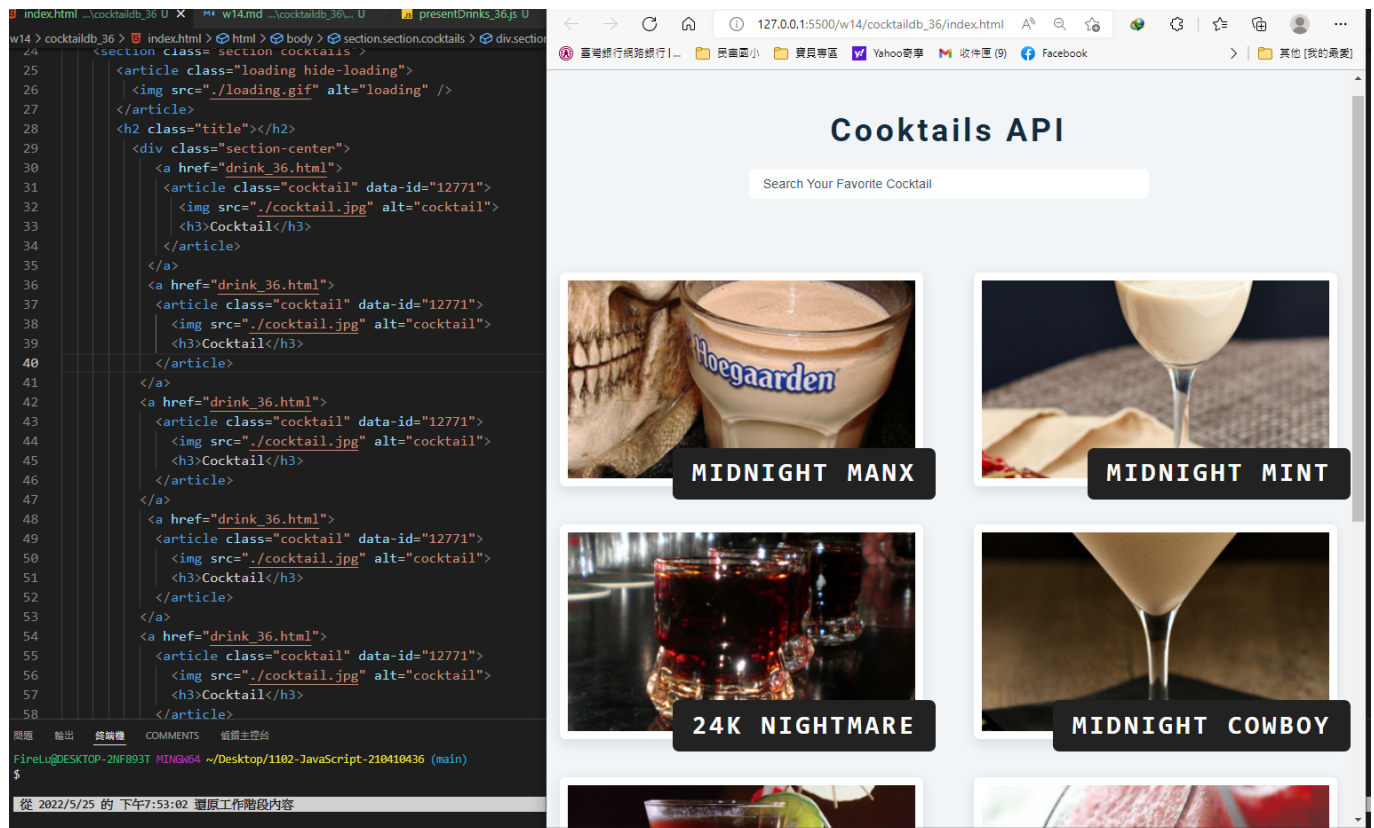 index.html ...\cocktaildb_36 U
w14.md ...\cocktaildb_36\... U
presentDrinks_36.js U
w14 > cocktaildb_36 > index.html > html > body > section.section.cocktails > div.section
24 <section class="section cocktails">
25 <article class="loading hide-loading">
26 <img src="./loading.gif" alt="loading" />
27 </article>
28 <h2 class="title"></h2>
29 <div class="section-center">
30 <a href="drink_36.html">
31 <article class="cocktail" data-id="12771">
32 <img src="./cocktail.jpg" alt="cocktail">
33 <h3>Cocktail</h3>
34 </article>
35 </a>
36 <a href="drink_36.html">
37 <article class="cocktail" data-id="12771">
38 <img src="./cocktail.jpg" alt="cocktail">
39 <h3>Cocktail</h3>
40 </article>
41 </a>
42 <a href="drink_36.html">
43 <article class="cocktail" data-id="12771">
44 <img src="./cocktail.jpg" alt="cocktail">
45 <h3>Cocktail</h3>
46 </article>
47 </a>
48 <a href="drink_36.html">
49 <article class="cocktail" data-id="12771">
50 <img src="./cocktail.jpg" alt="cocktail">
51 <h3>Cocktail</h3>
52 </article>
53 </a>
54 <a href="drink_36.html">
55 <article class="cocktail" data-id="12771">
56 <img src="./cocktail.jpg" alt="cocktail">
57 <h3>Cocktail</h3>
58 </article>
問題 輸出 終端機 COMMENTS 偵錯主控台
FireLu@DESKTOP-2NF893T MINGW64 ~/Desktop/1102-JavaScript-210410436 (main)
$
從 2022/5/25 的 下午7:53:02 還原工作階段內容
127.0.0.1:5500/w14/cocktaildb_36/index.html
臺灣銀行網路銀行 | ... 民富國小 寶貝專區 Yahoo奇摩 收件匣 (9) Facebook 其他 [我的最愛]
Cooktails API
Search Your Favorite Cocktail
Hoegaarden
MIDNIGHT MANX
MIDNIGHT MINT
24K NIGHTMARE
MIDNIGHT COWBOY